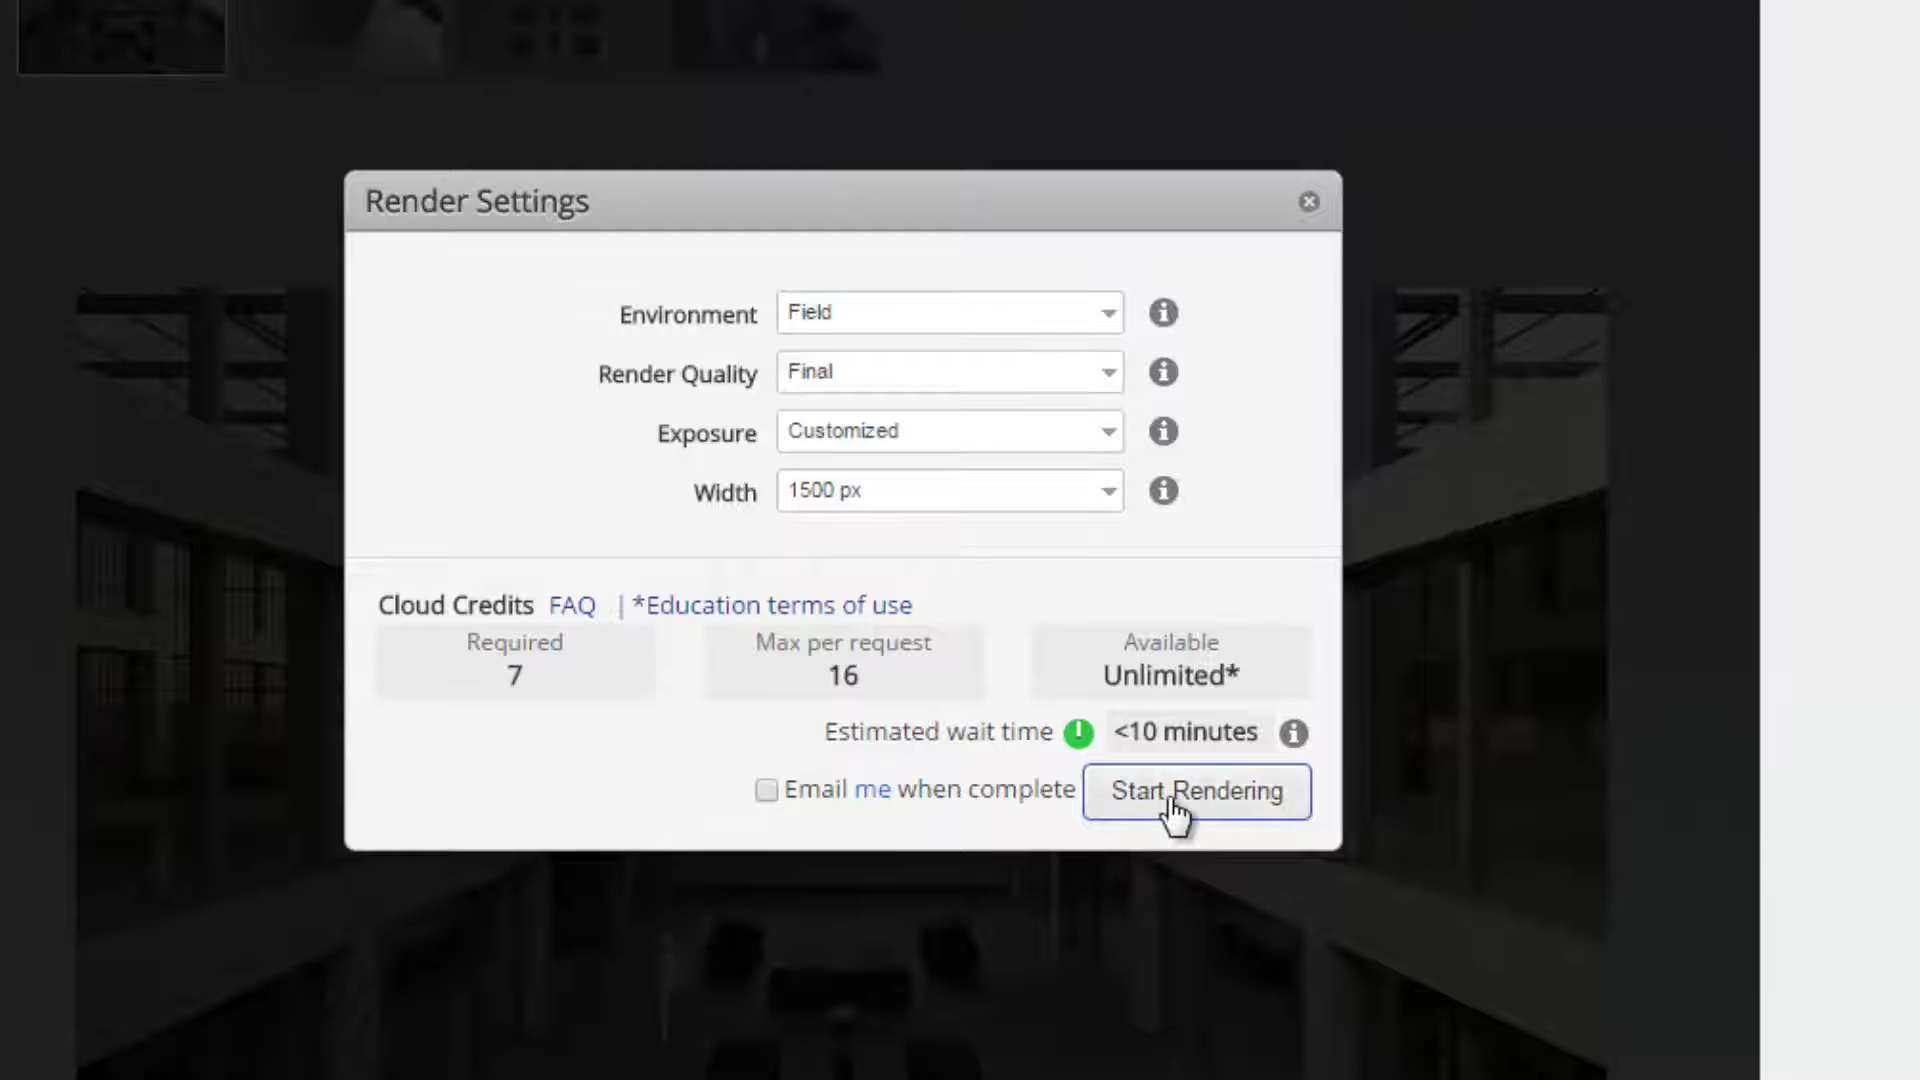 Render Settings
Environment Field
Render Quality Final
Exposure Customized
Width 1500 px
Cloud Credits FAQ | *Education terms of use
Required Max per request Available
7 16 Unlimited*
Estimated wait time <10 minutes
Email me when complete Start Rendering